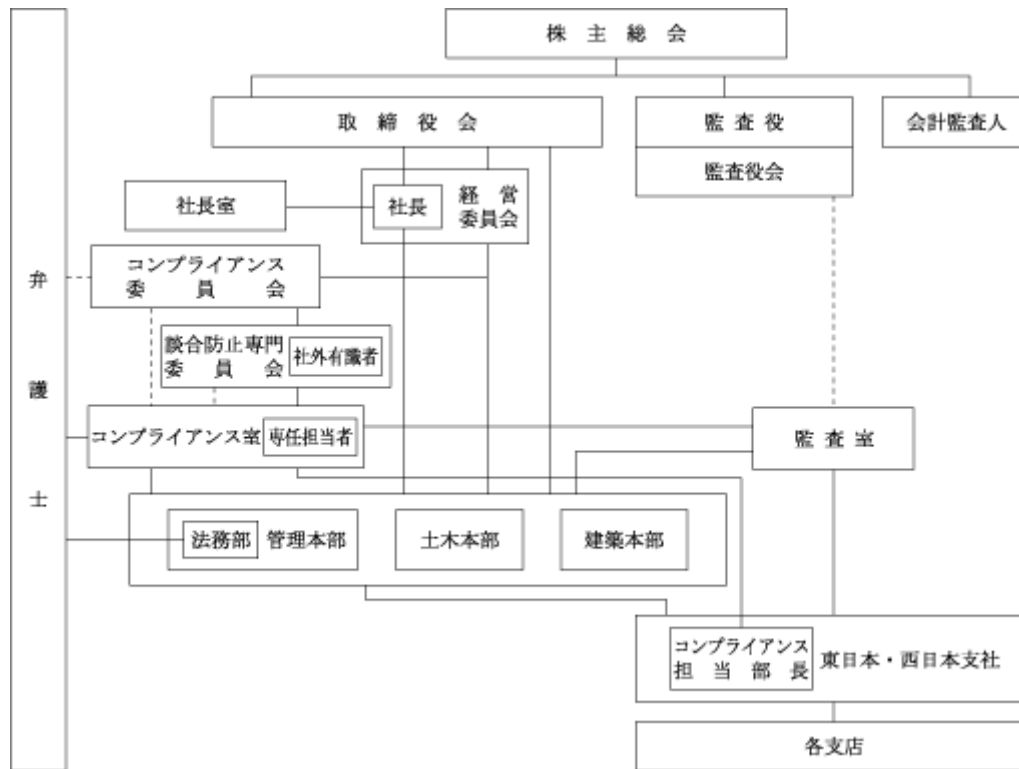 株主総会
取締役会
監査役
会計監査人
監査役会
社長室
社長
経営
委員会
弁護士
コンプライアンス
委員会
談合防止専門
委員会
社外有識者
コンプライアンス室
専任担当者
監査室
法務部
管理本部
土木本部
建築本部
コンプライアンス
担当部長
東日本・西日本支社
各支店